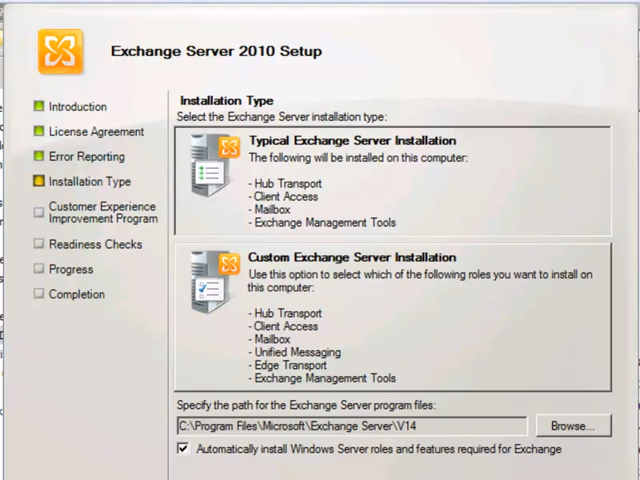 Exchange Server 2010 Setup
Introduction
License Agreement
Error Reporting
Installation Type
Customer Experience
Improvement Program
Readiness Checks
Progress
Completion
Installation Type
Select the Exchange Server installation type:
Typical Exchange Server Installation
The following will be installed on this computer:
- Hub Transport
- Client Access
- Mailbox
- Exchange Management Tools
Custom Exchange Server Installation
Use this option to select which of the following roles you want to install on
this computer:
- Hub Transport
- Client Access
- Mailbox
- Unified Messaging
- Edge Transport
- Exchange Management Tools
Specify the path for the Exchange Server program files:
C:\Program Files\Microsoft\Exchange Server\V14
Browse...
Automatically install Windows Server roles and features required for Exchange